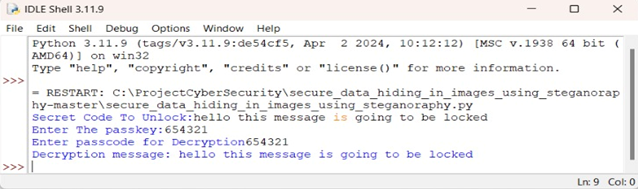 IDLE Shell 3.11.9
File Edit Shell Debug Options Window Help
Python 3.11.9 (tags/v3.11.9:de54cf5, Apr  2 2024, 10:12:12) [MSC v.1938 64 bit (
AMD64)] on win32
Type "help", "copyright", "credits" or "license()" for more information.
>>>
= RESTART: C:\ProjectCyberSecurity\secure_data_hiding_in_images_using_steganorap
hy-master\secure_data_hiding_in_images_using_steganoraphy.py
Secret Code To Unlock:hello this message is going to be locked
Enter The passkey:654321
Enter passcode for Decryption654321
Decryption message: hello this message is going to be locked
>>>
Ln: 9 Col: 0